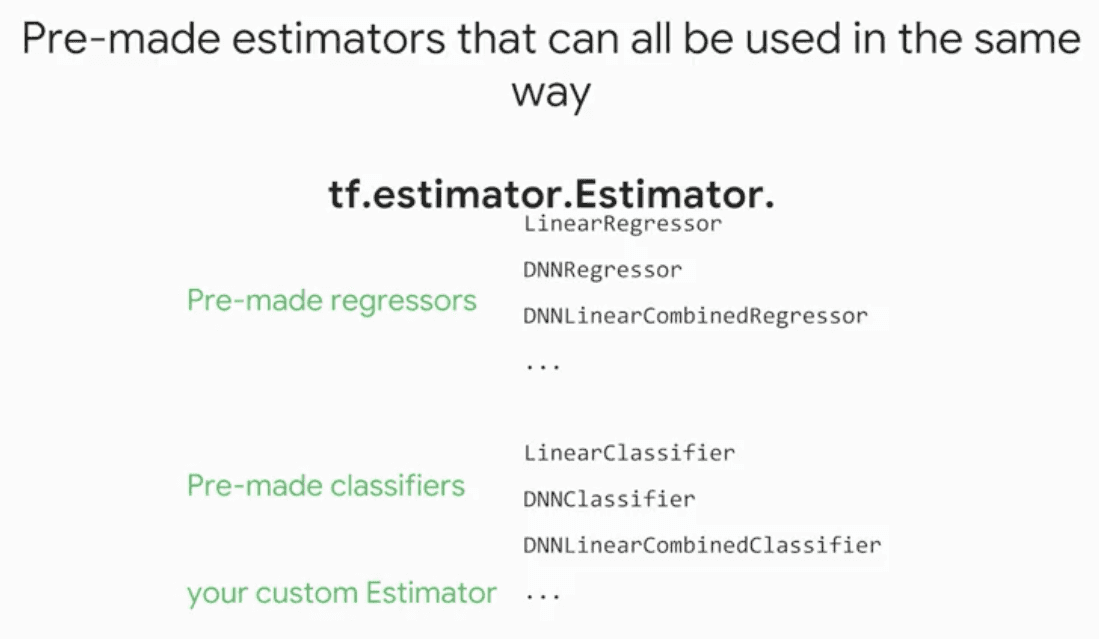 Pre-made estimators that can all be used in the same
way
tf.estimator.Estimator.
LinearRegressor
DNNRegressor
Pre-made regressors
DNNLinearCombinedRegressor
...
LinearClassifier
Pre-made classifiers
DNNClassifier
DNNLinearCombinedClassifier
your custom Estimator ...